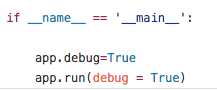 if __name__ == '__main__':
    app.debug=True
    app.run(debug = True)